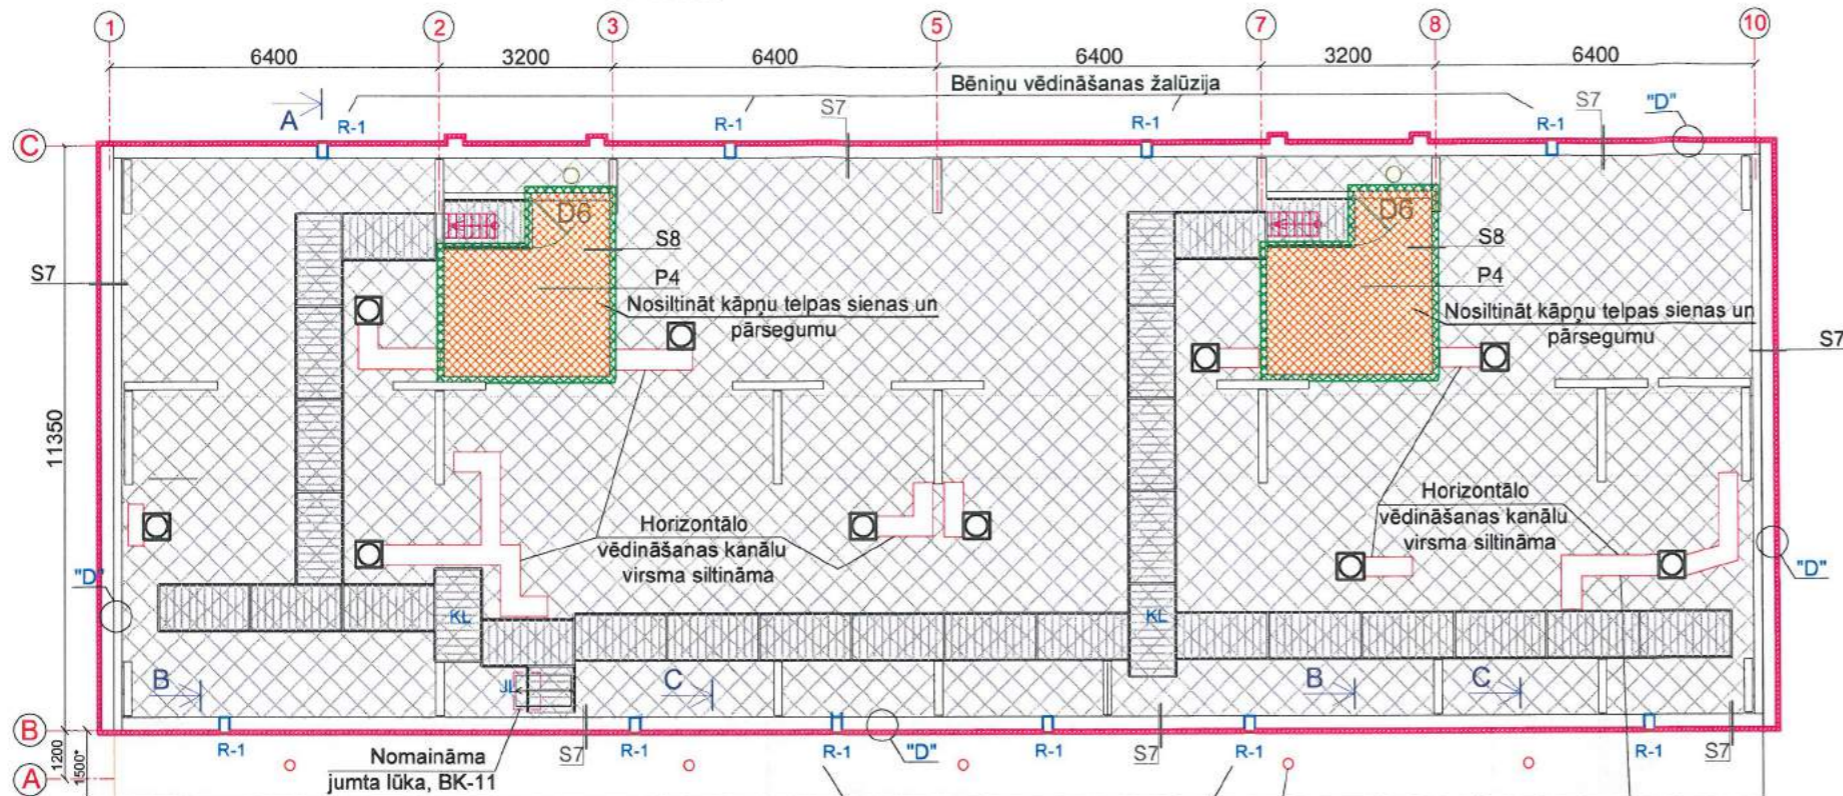 1 2 3 5 7 8 10
6400 3200 6400 6400 3200 6400
Bēniņu vēdināšanas žalūzija
A R-1 R-1 S7 R-1 R-1 S7 "D"
C
D6 D6
S8 S8
S7 P4 P4
Nosiltināt kāpņu telpas sienas un
pārsegumu
Nosiltināt kāpņu telpas sienas un
pārsegumu
S7
11350
Horizontālo
vēdināšanas kanālu
virsma siltināma
Horizontālo
vēdināšanas kanālu
virsma siltināma
"D" "D"
KL KL
B JL C B C
B
R-1 S7 R-1 R-1 "D" R-1 S7 R-1 R-1 S7
1200
1500*
A
Nomaināma
jumta lūka, BK-11